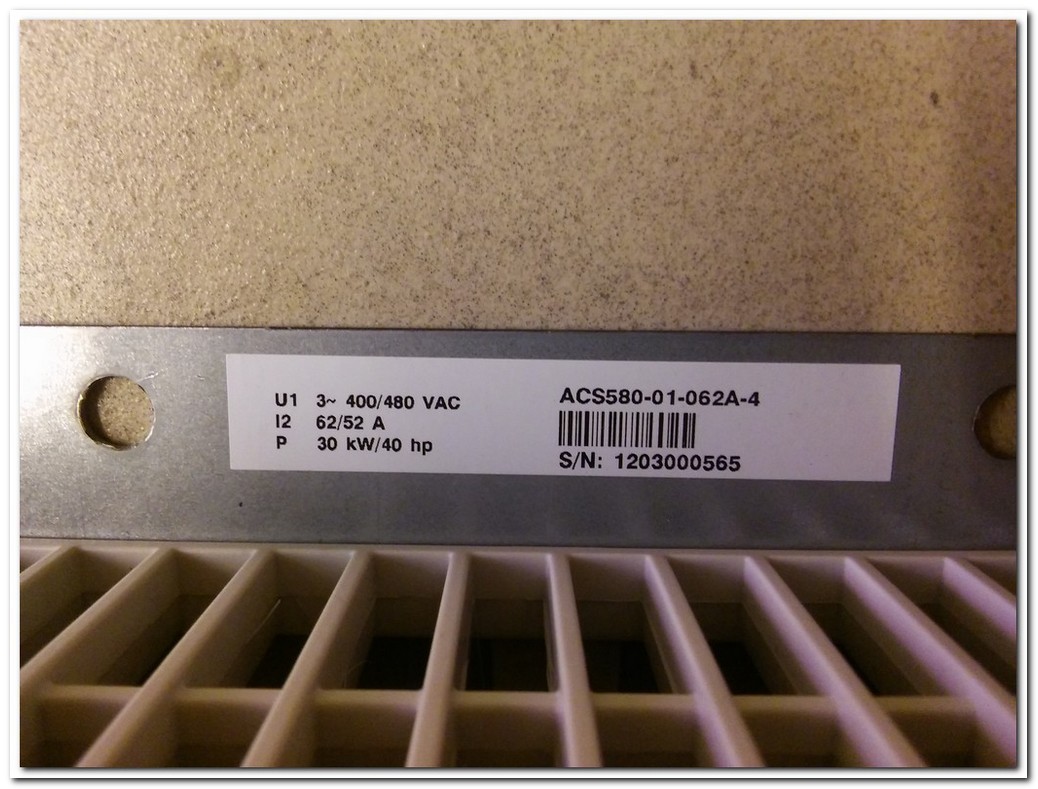 U1 3~ 400/480 VAC
I2 62/52 A
P 30 kW/40 hp
ACS580-01-062A-4
S/N: 1203000565